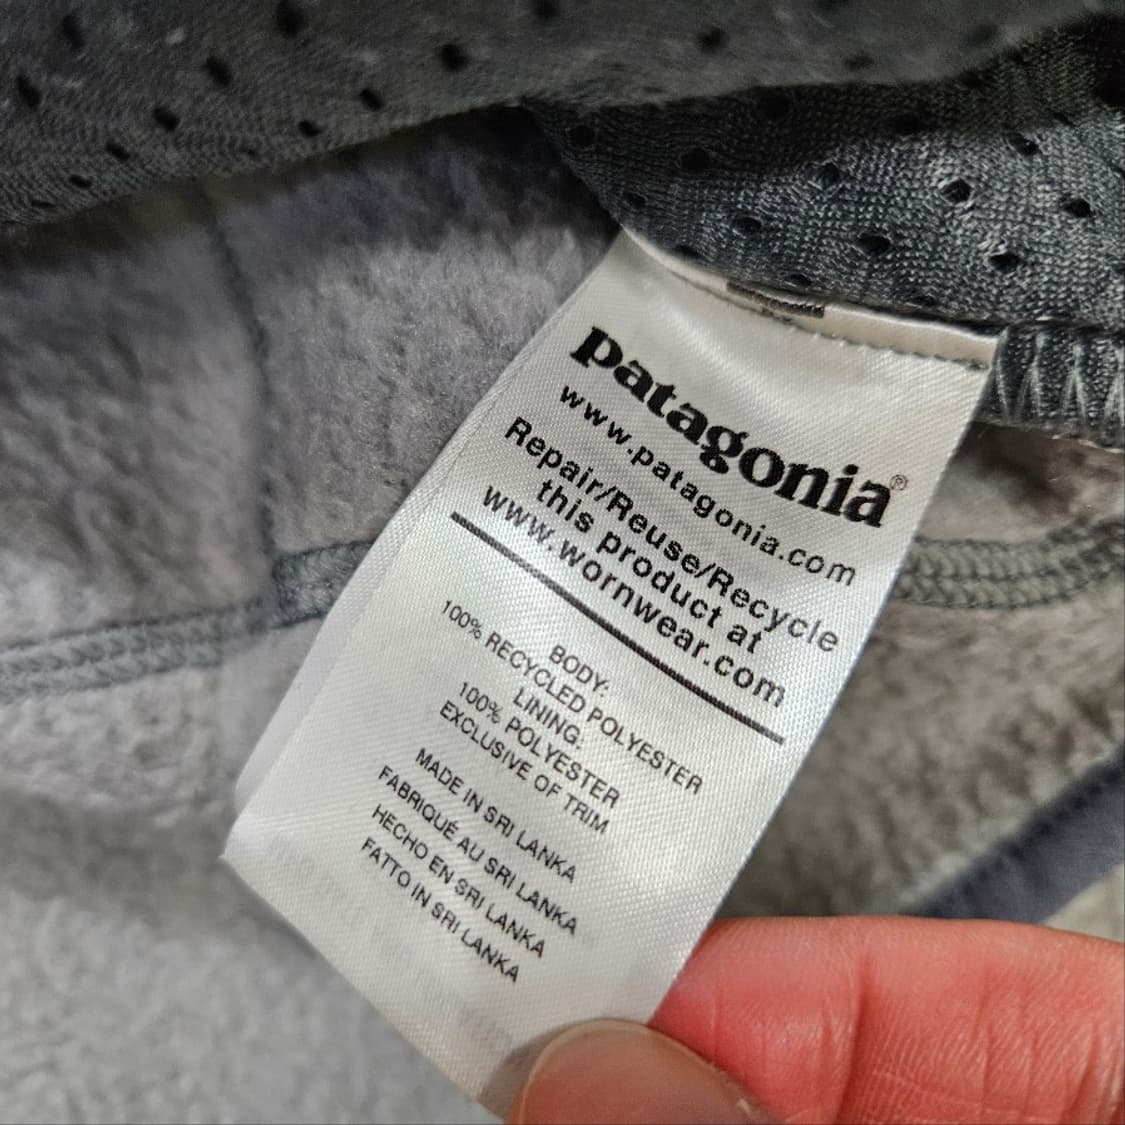 patagonia®
www.patagonia.com
Repair/Reuse/Recycle
this product at
www.wornwear.com
BODY:
100% RECYCLED POLYESTER
LINING:
100% POLYESTER
EXCLUSIVE OF TRIM
MADE IN SRI LANKA
FABRIQUÉ AU SRI LANKA
HECHO EN SRI LANKA
FATTO IN SRI LANKA